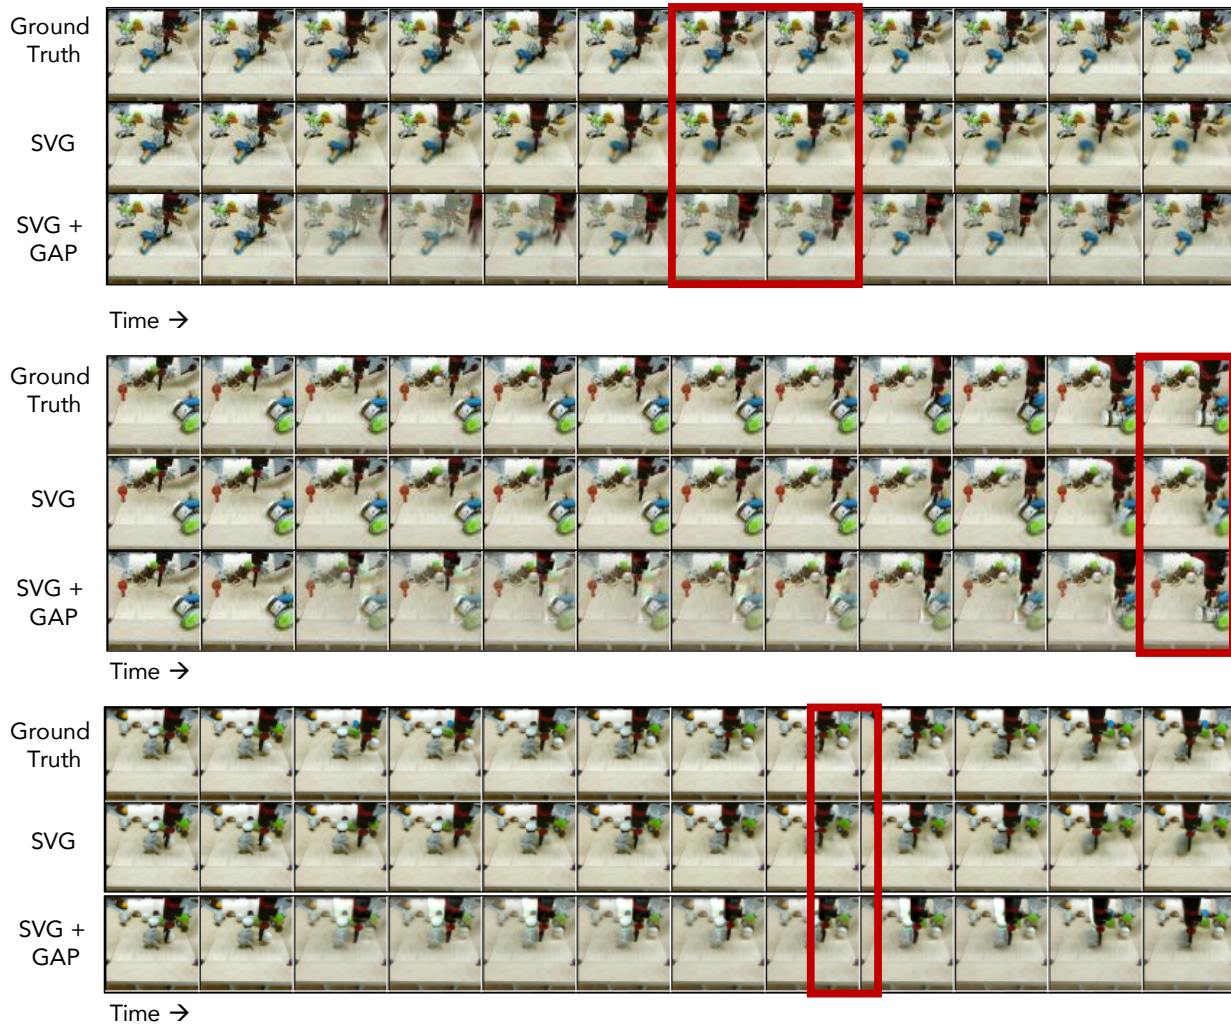 Ground
Truth
SVG
SVG +
GAP
Time →
Ground
Truth
SVG
SVG +
GAP
Time →
Ground
Truth
SVG
SVG +
GAP
Time →